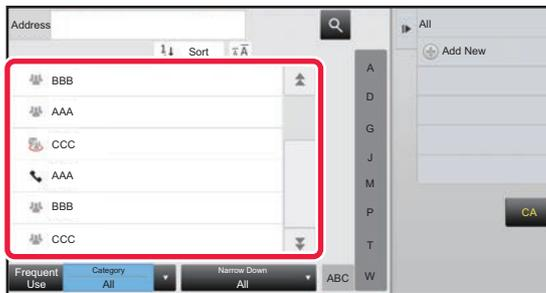 Address
All
Sort
Add New
BBB
AAA
CCC
AAA
BBB
CCC
A
D
G
J
M
P
T
W
CA
Frequent Use
Category
All
Narrow Down
All
ABC